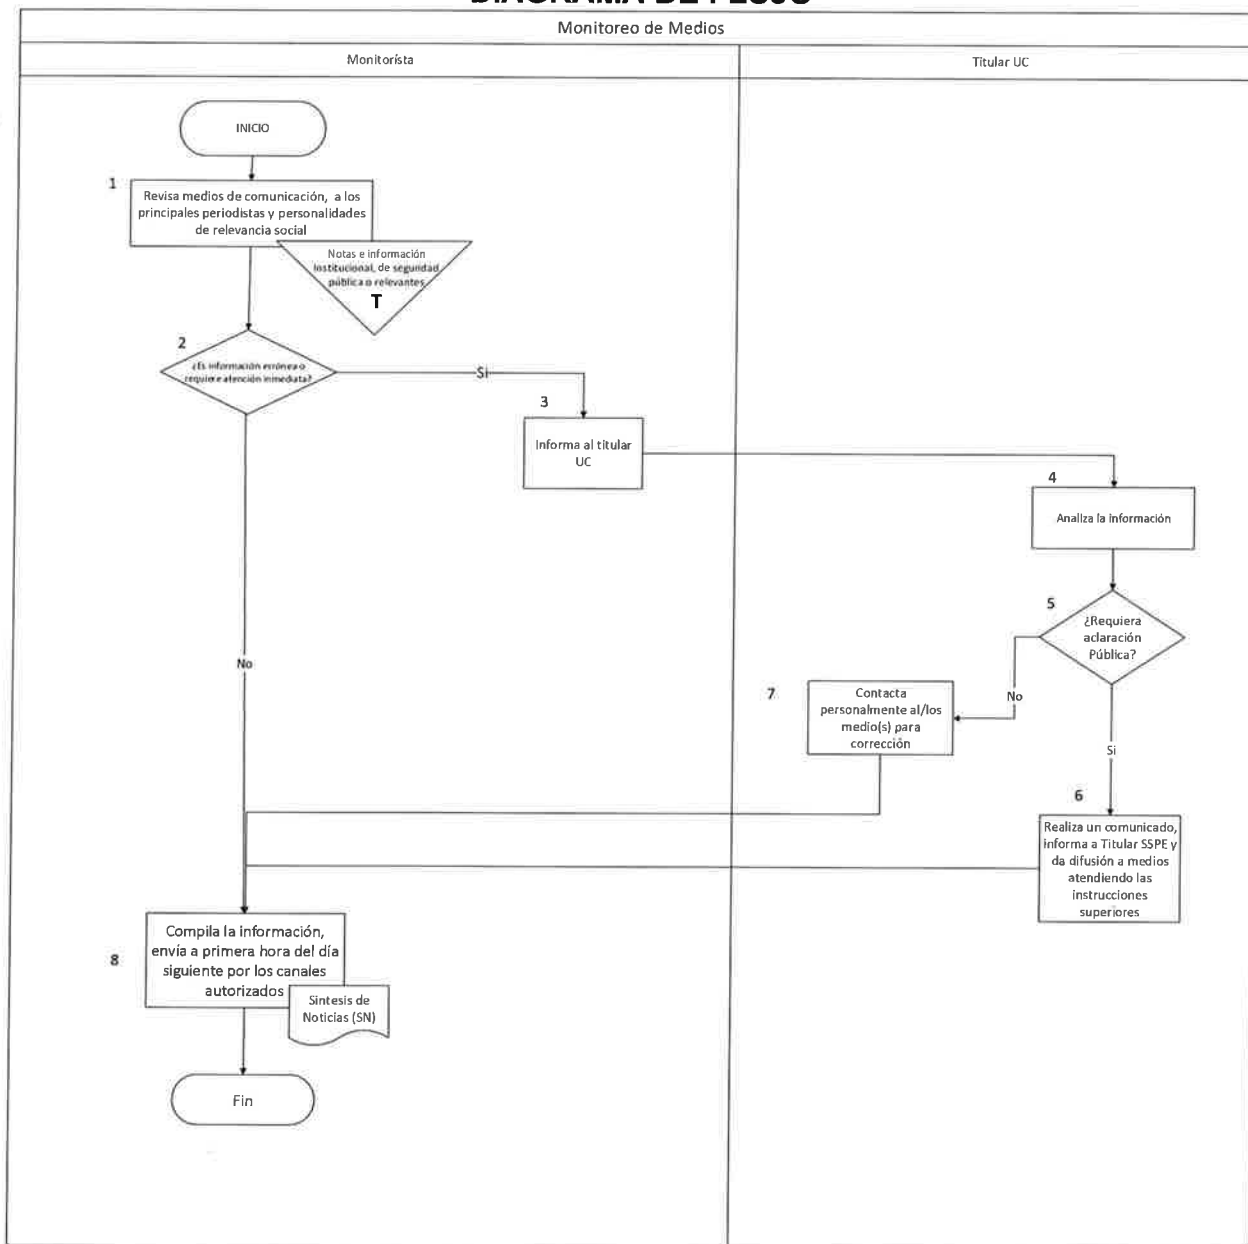 DIAGRAMA DE FLUJO
Monitoreo de Medios
Monitorista
Titular UC
INICIO
1
Revisa medios de comunicación, a los
principales periodistas y personalidades
de relevancia social
Notas e información
Institucional, de seguridad
pública o relevantes
T
2
¿Es información errónea o
requiere atención inmediata?
Si
3
Informa al titular
UC
4
Analiza la información
5
¿Requiera
aclaración
Pública?
No
No
7
Contacta
personalmente al/los
medio(s) para
corrección
Si
6
Realiza un comunicado,
informa a Titular SSPE y
da difusión a medios
atendiendo las
instrucciones
superiores
8
Compila la información,
envía a primera hora del día
siguiente por los canales
autorizados
Sintesis de
Noticias (SN)
Fin